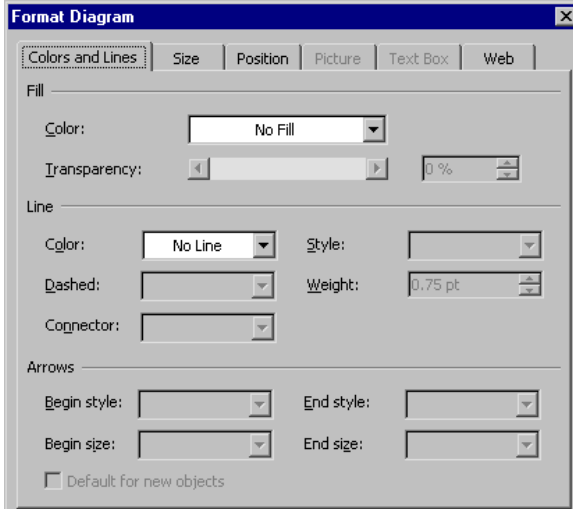 Format Diagram
Colors and Lines Size Position Picture Text Box Web
Fill
Color: No Fill
Transparency: 0 %
Line
Color: No Line Style:
Dashed: Weight: 0.75 pt
Connector:
Arrows
Begin style: End style:
Begin size: End size:
Default for new objects